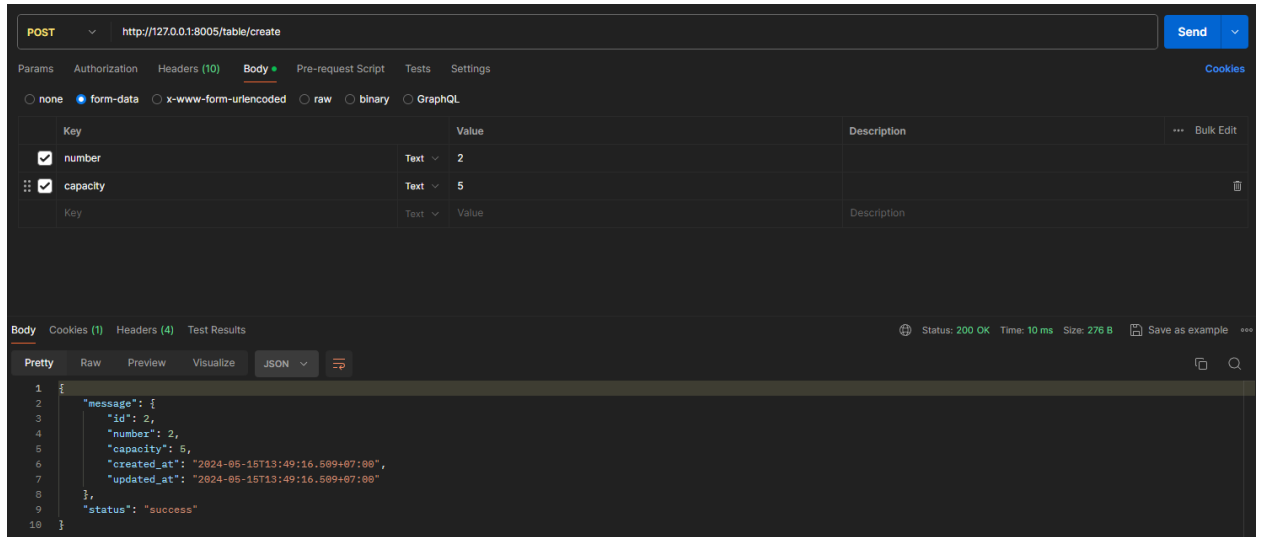 POST http://127.0.0.1:8005/table/create Send
Params Authorization Headers (10) Body Pre-request Script Tests Settings Cookies
none form-data x-www-form-urlencoded raw binary GraphQL
Key Value Description ••• Bulk Edit
number Text 2
capacity Text 5
Key Text Value Description
Body Cookies (1) Headers (4) Test Results Status: 200 OK Time: 10 ms Size: 276 B Save as example
Pretty Raw Preview Visualize JSON
1 {
2 "message": {
3 "id": 2,
4 "number": 2,
5 "capacity": 5,
6 "created_at": "2024-05-15T13:49:16.509+07:00",
7 "updated_at": "2024-05-15T13:49:16.509+07:00"
8 },
9 "status": "success"
10 }